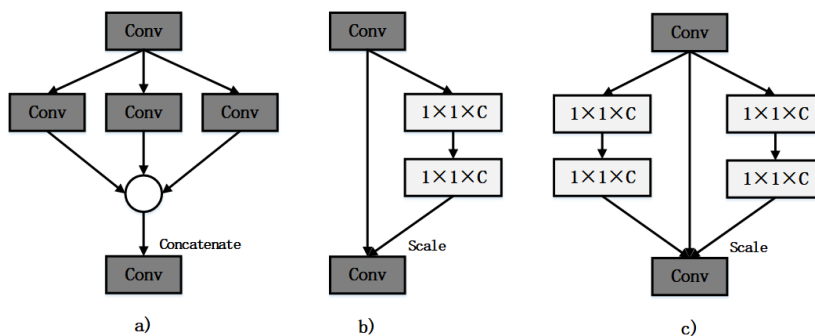 Conv
Conv Conv Conv
Concatenate
Conv
a)
Conv
1×1×C
1×1×C
Scale
Conv
b)
Conv
1×1×C 1×1×C
1×1×C 1×1×C
Scale
Conv
c)